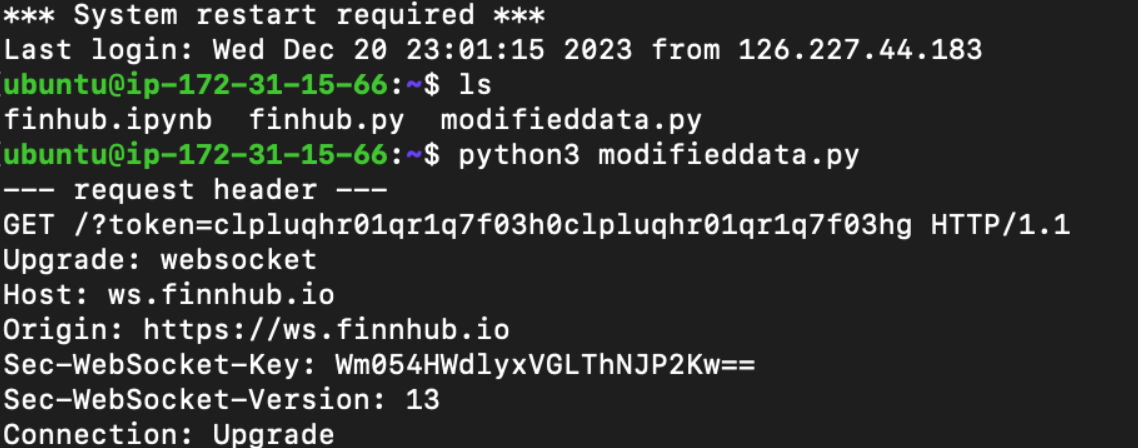 *** System restart required ***
Last login: Wed Dec 20 23:01:15 2023 from 126.227.44.183
ubuntu@ip-172-31-15-66:~$ ls
finhub.ipynb  finhub.py  modifieddata.py
ubuntu@ip-172-31-15-66:~$ python3 modifieddata.py
--- request header ---
GET /?token=clpluqhr01qr1q7f03h0clpluqhr01qr1q7f03hg HTTP/1.1
Upgrade: websocket
Host: ws.finnhub.io
Origin: https://ws.finnhub.io
Sec-WebSocket-Key: Wm054HWdlyxVGLThNJP2Kw==
Sec-WebSocket-Version: 13
Connection: Upgrade